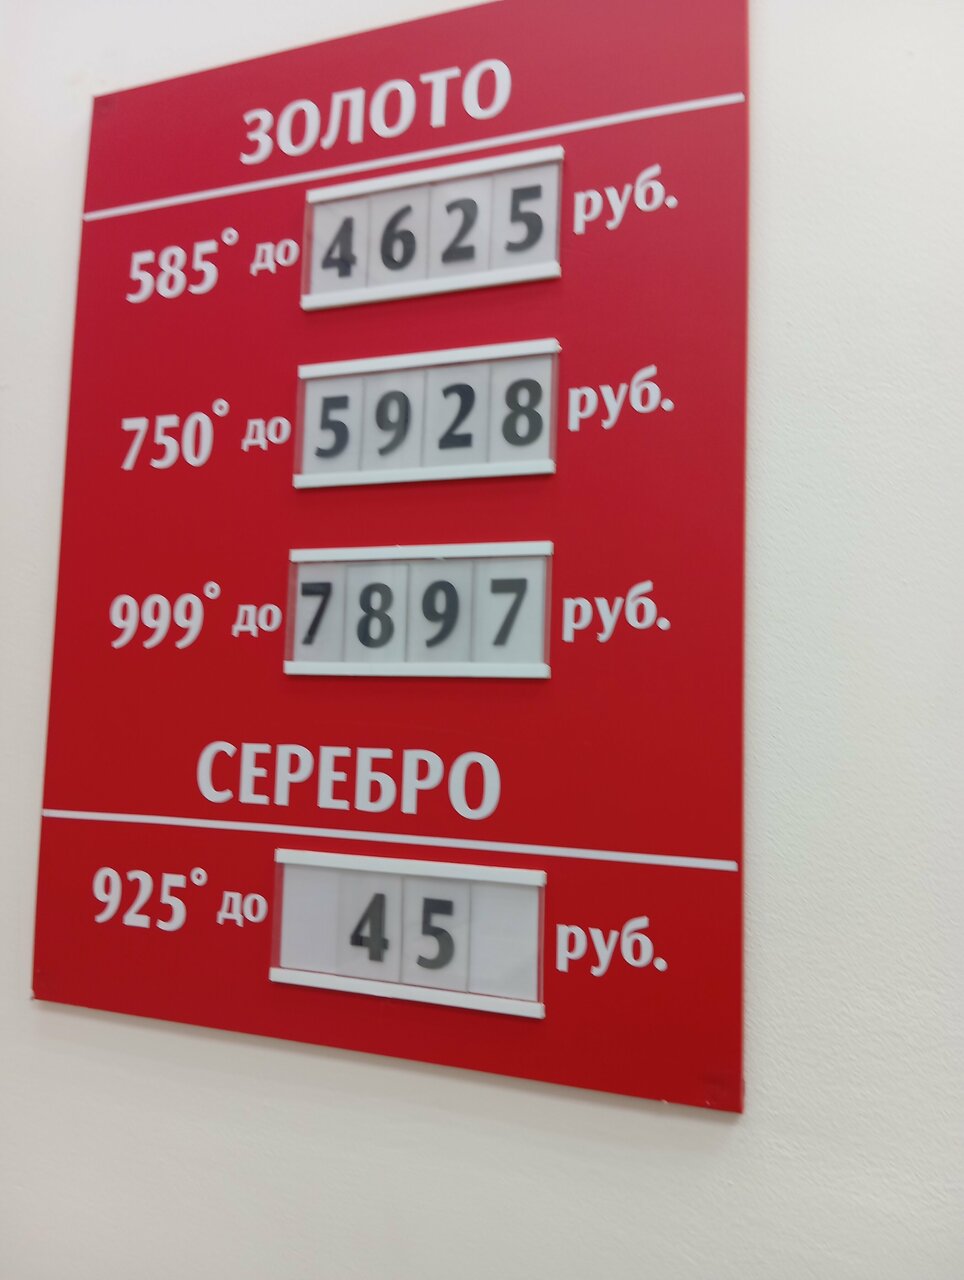 ЗОЛОТО
585° до 4625 руб.
750° до 5928 руб.
999° до 7897 руб.
СЕРЕБРО
925° до 45 руб.